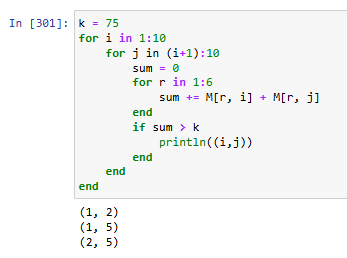 In [301]: k = 75
for i in 1:10
    for j in (i+1):10
        sum = 0
        for r in 1:6
            sum += M[r, i] + M[r, j]
        end
        if sum > k
            println((i,j))
        end
    end
end
(1, 2)
(1, 5)
(2, 5)